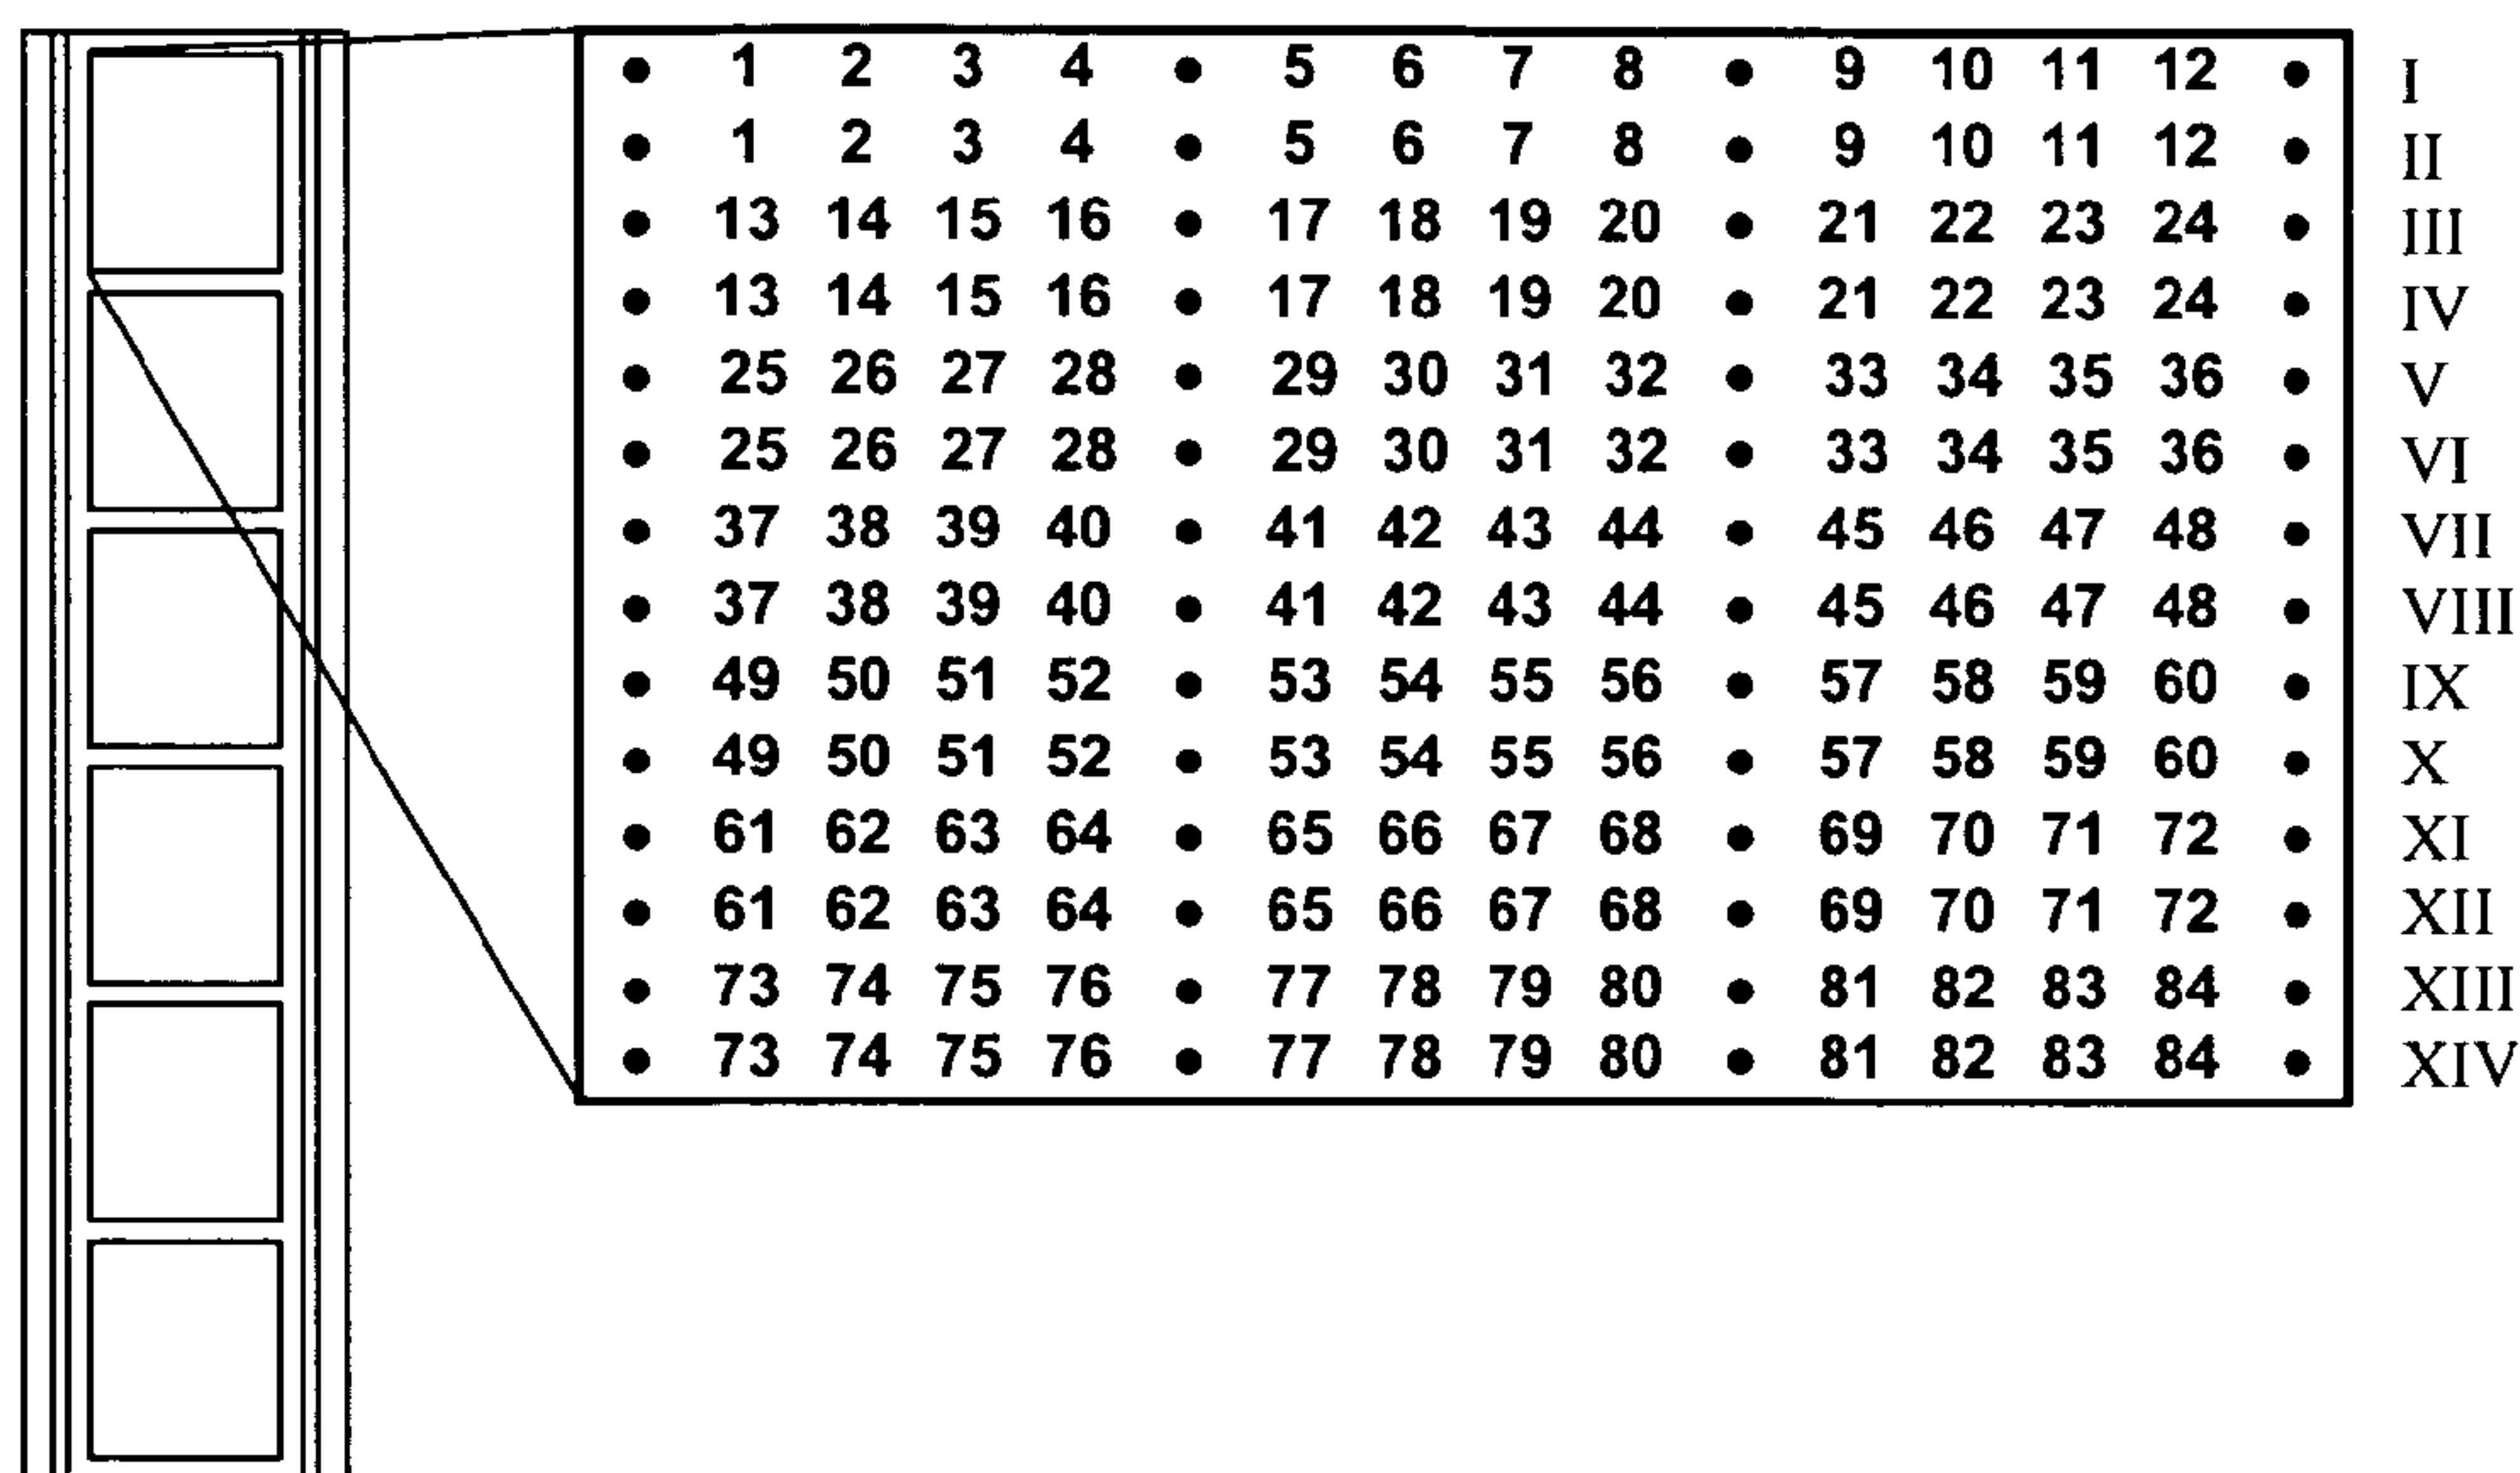 • 1 2 3 4 • 5 6 7 8 • 9 10 11 12 • I
• 1 2 3 4 • 5 6 7 8 • 9 10 11 12 • II
• 13 14 15 16 • 17 18 19 20 • 21 22 23 24 • III
• 13 14 15 16 • 17 18 19 20 • 21 22 23 24 • IV
• 25 26 27 28 • 29 30 31 32 • 33 34 35 36 • V
• 25 26 27 28 • 29 30 31 32 • 33 34 35 36 • VI
• 37 38 39 40 • 41 42 43 44 • 45 46 47 48 • VII
• 37 38 39 40 • 41 42 43 44 • 45 46 47 48 • VIII
• 49 50 51 52 • 53 54 55 56 • 57 58 59 60 • IX
• 49 50 51 52 • 53 54 55 56 • 57 58 59 60 • X
• 61 62 63 64 • 65 66 67 68 • 69 70 71 72 • XI
• 61 62 63 64 • 65 66 67 68 • 69 70 71 72 • XII
• 73 74 75 76 • 77 78 79 80 • 81 82 83 84 • XIII
• 73 74 75 76 • 77 78 79 80 • 81 82 83 84 • XIV